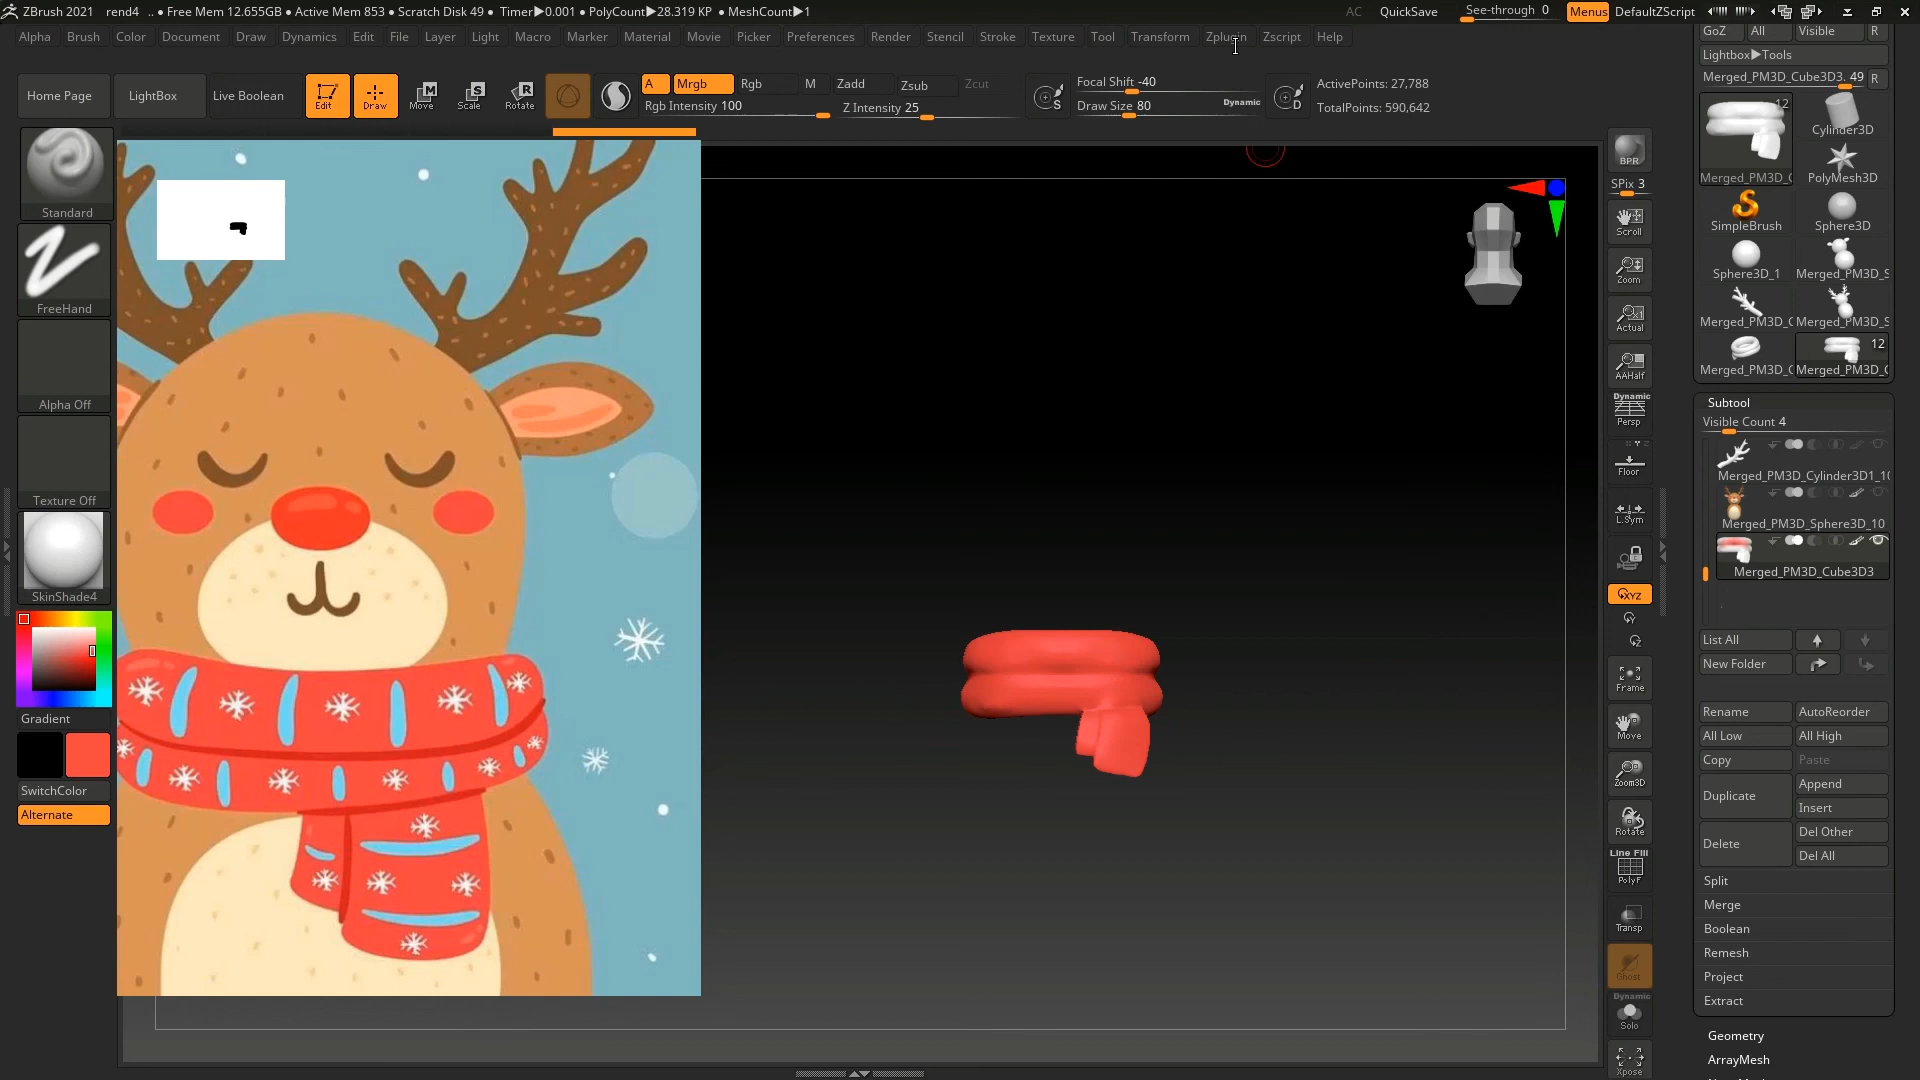 ZBrush 2021 rend4 .. ● Free Mem 12.655GB ● Active Mem 853 ● Scratch Disk 49 ● Timer▶0.001 ● PolyCount▶28.319 KP ● MeshCount▶1 AC QuickSave See-through 0 Menus DefaultZScript
Alpha Brush Color Document Draw Dynamics Edit File Layer Light Macro Marker Material Movie Picker Preferences Render Stencil Stroke Texture Tool Transform Zplugin Zscript Help
Home Page LightBox Live Boolean Edit Draw Move Scale Rotate
A Mrgb Rgb M Zadd Zsub Zcut
Rgb Intensity 100 Z Intensity 25
Focal Shift -40
Draw Size 80 Dynamic
S
D
ActivePoints: 27,788
TotalPoints: 590,642
Standard
FreeHand
Alpha Off
Texture Off
SkinShade4
Gradient
SwitchColor
Alternate
BPR
SPix 3
Scroll
Zoom
Actual
AAHalf
Dynamic
Persp
Floor
L.Sym
XYZ
Y
Z
Frame
Move
Zoom3D
Rotate
Line Fill
PolyF
Transp
Ghost
Dynamic
Solo
Xpose
GoZ All Visible R
Lightbox▶Tools
Merged_PM3D_Cube3D3. 49 R
12
Cylinder3D
Merged_PM3D_C PolyMesh3D
SimpleBrush Sphere3D
Sphere3D_1 Merged_PM3D_S
Merged_PM3D_C Merged_PM3D_S
12
Merged_PM3D_C Merged_PM3D_C
Subtool
Visible Count 4
Merged_PM3D_Cylinder3D1_10
Merged_PM3D_Sphere3D_10
Merged_PM3D_Cube3D3
List All
New Folder
Rename AutoReorder
All Low All High
Copy Paste
Duplicate Append
Insert
Delete Del Other
Del All
Split
Merge
Boolean
Remesh
Project
Extract
Geometry
ArrayMesh